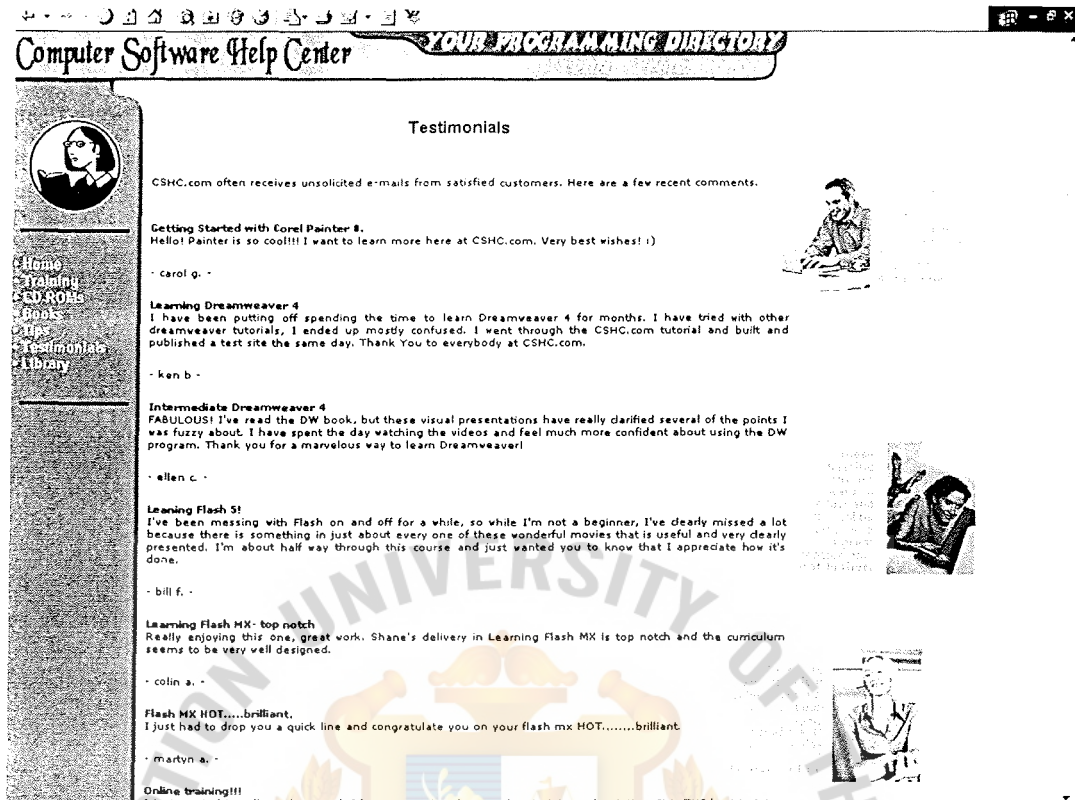 Computer Software Help Center
YOUR PROGRAMMING DIRECTORY
Home
Training
CD ROMs
Books
Tips
Testimonials
Library
Testimonials
CSHC.com often receives unsolicited e-mails from satisfied customers. Here are a few recent comments.
Getting Started with Corel Painter 8.
Hello! Painter is so cool!!! I want to learn more here at CSHC.com. Very best wishes! :)
- carol g. -
Learning Dreamweaver 4
I have been putting off spending the time to learn Dreamweaver 4 for months. I have tried with other
dreamweaver tutorials, I ended up mostly confused. I went through the CSHC.com tutorial and built and
published a test site the same day. Thank You to everybody at CSHC.com.
- ken b -
Intermediate Dreamweaver 4
FABULOUS! I've read the DW book, but these visual presentations have really clarified several of the points I
was fuzzy about. I have spent the day watching the videos and feel much more confident about using the DW
program. Thank you for a marvelous way to learn Dreamweaver!
- ellen c. -
Leaning Flash 5!
I've been messing with Flash on and off for a while, so while I'm not a beginner, I've clearly missed a lot
because there is something in just about every one of these wonderful movies that is useful and very clearly
presented. I'm about half way through this course and just wanted you to know that I appreciate how it's
done.
- bill f. -
Learning Flash MX- top notch
Really enjoying this one, great work. Shane's delivery in Learning Flash MX is top notch and the curriculum
seems to be very well designed.
- colin a. -
Flash MX HOT.....brilliant.
I just had to drop you a quick line and congratulate you on your flash mx HOT........brilliant
- martyn a. -
Online training!!!
UNIVERSITY OF